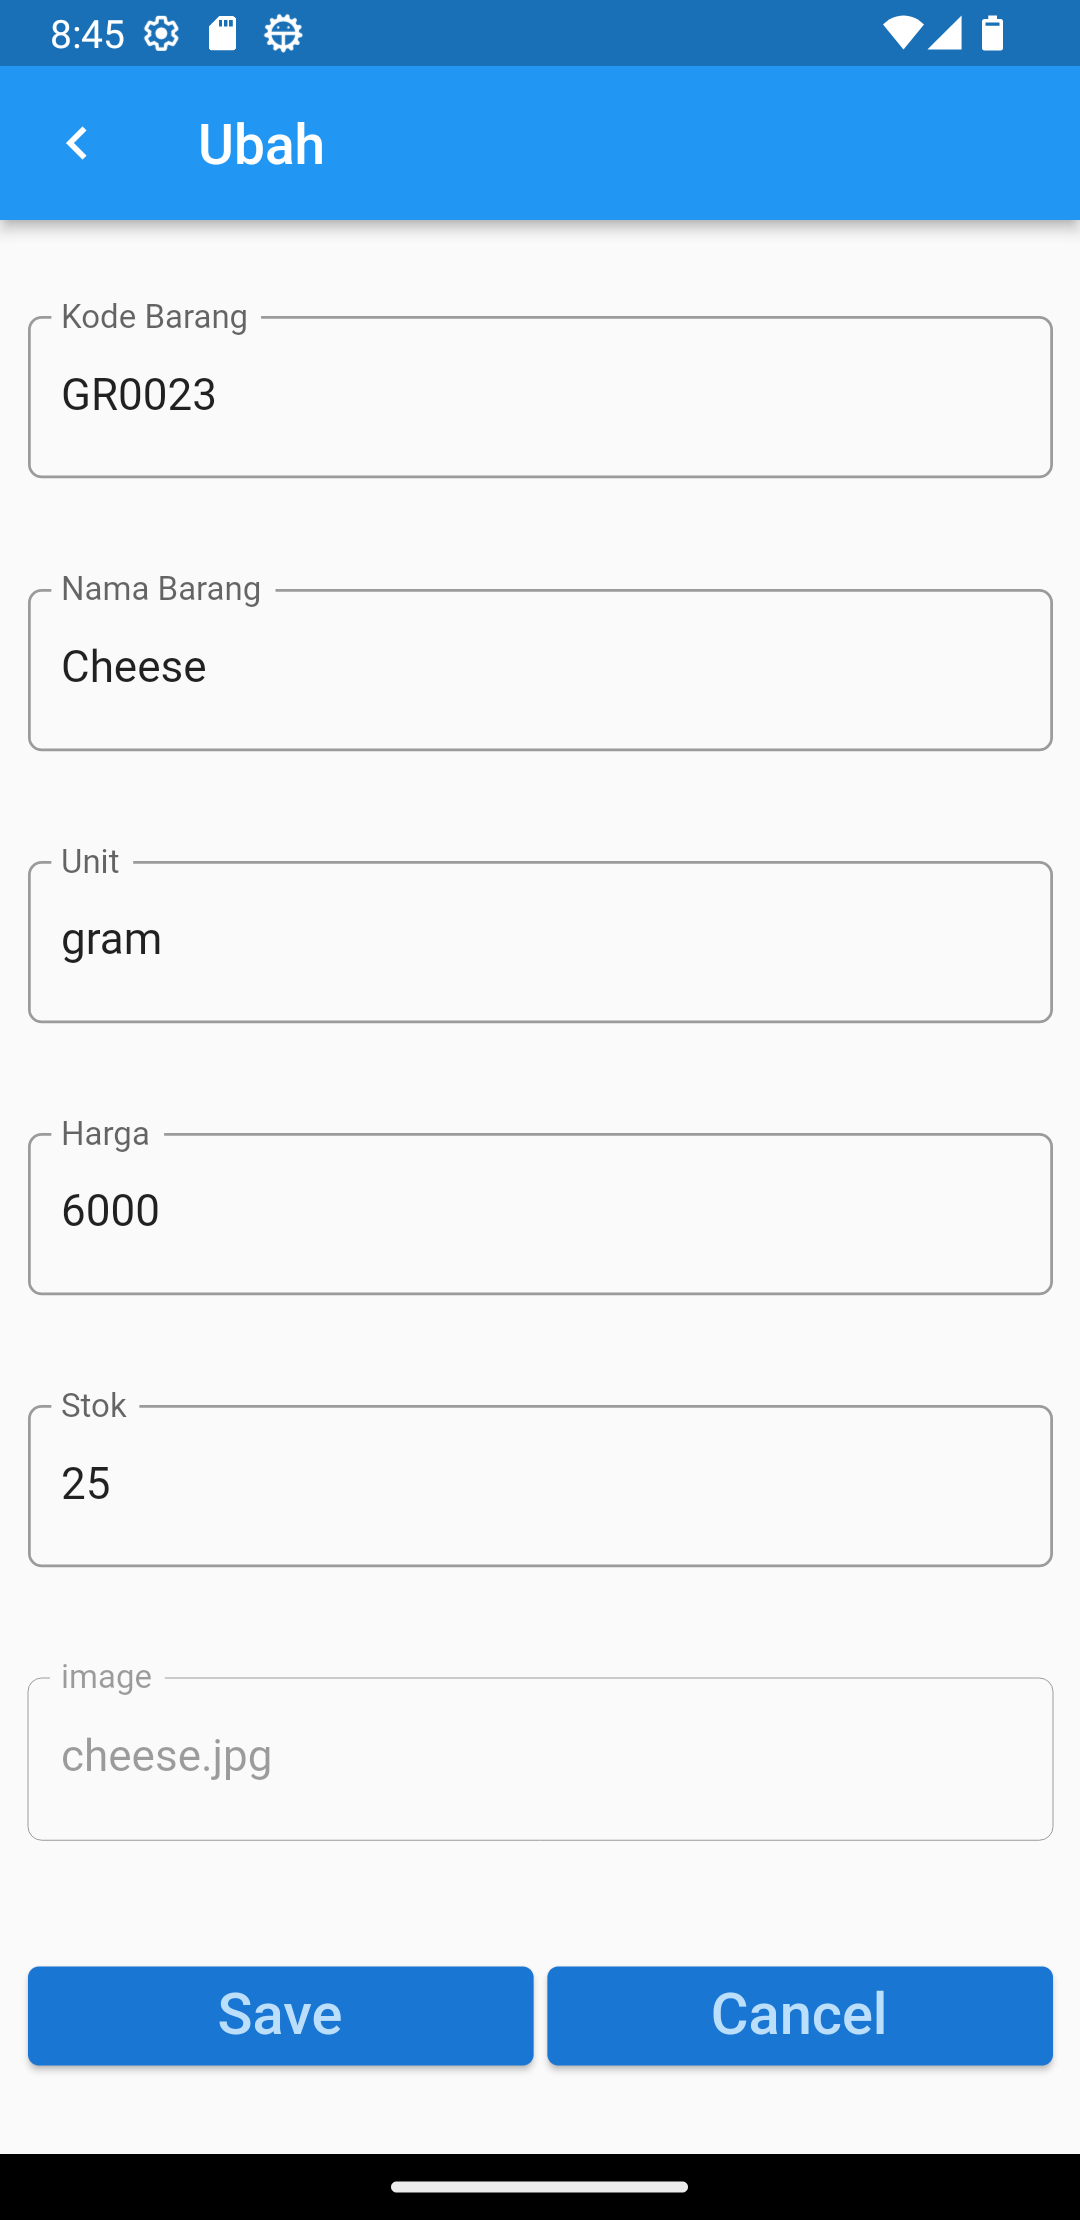 8:45
Ubah
Kode Barang
GR0023
Nama Barang
Cheese
Unit
gram
Harga
6000
Stok
25
image
cheese.jpg
Save Cancel